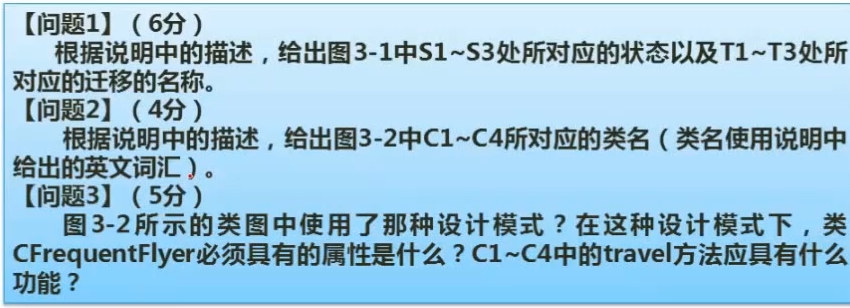 【问题1】(6分)
根据说明中的描述，给出图3-1中S1~S3处所对应的状态以及T1~T3处所
对应的迁移的名称。
【问题2】(4分)
根据说明中的描述，给出图3-2中C1~C4所对应的类名（类名使用说明中
给出的英文词汇）。
【问题3】(5分)
图3-2所示的类图中使用了那种设计模式？在这种设计模式下，类
CFrequentFlyer必须具有的属性是什么？C1~C4中的travel方法应具有什么
功能？